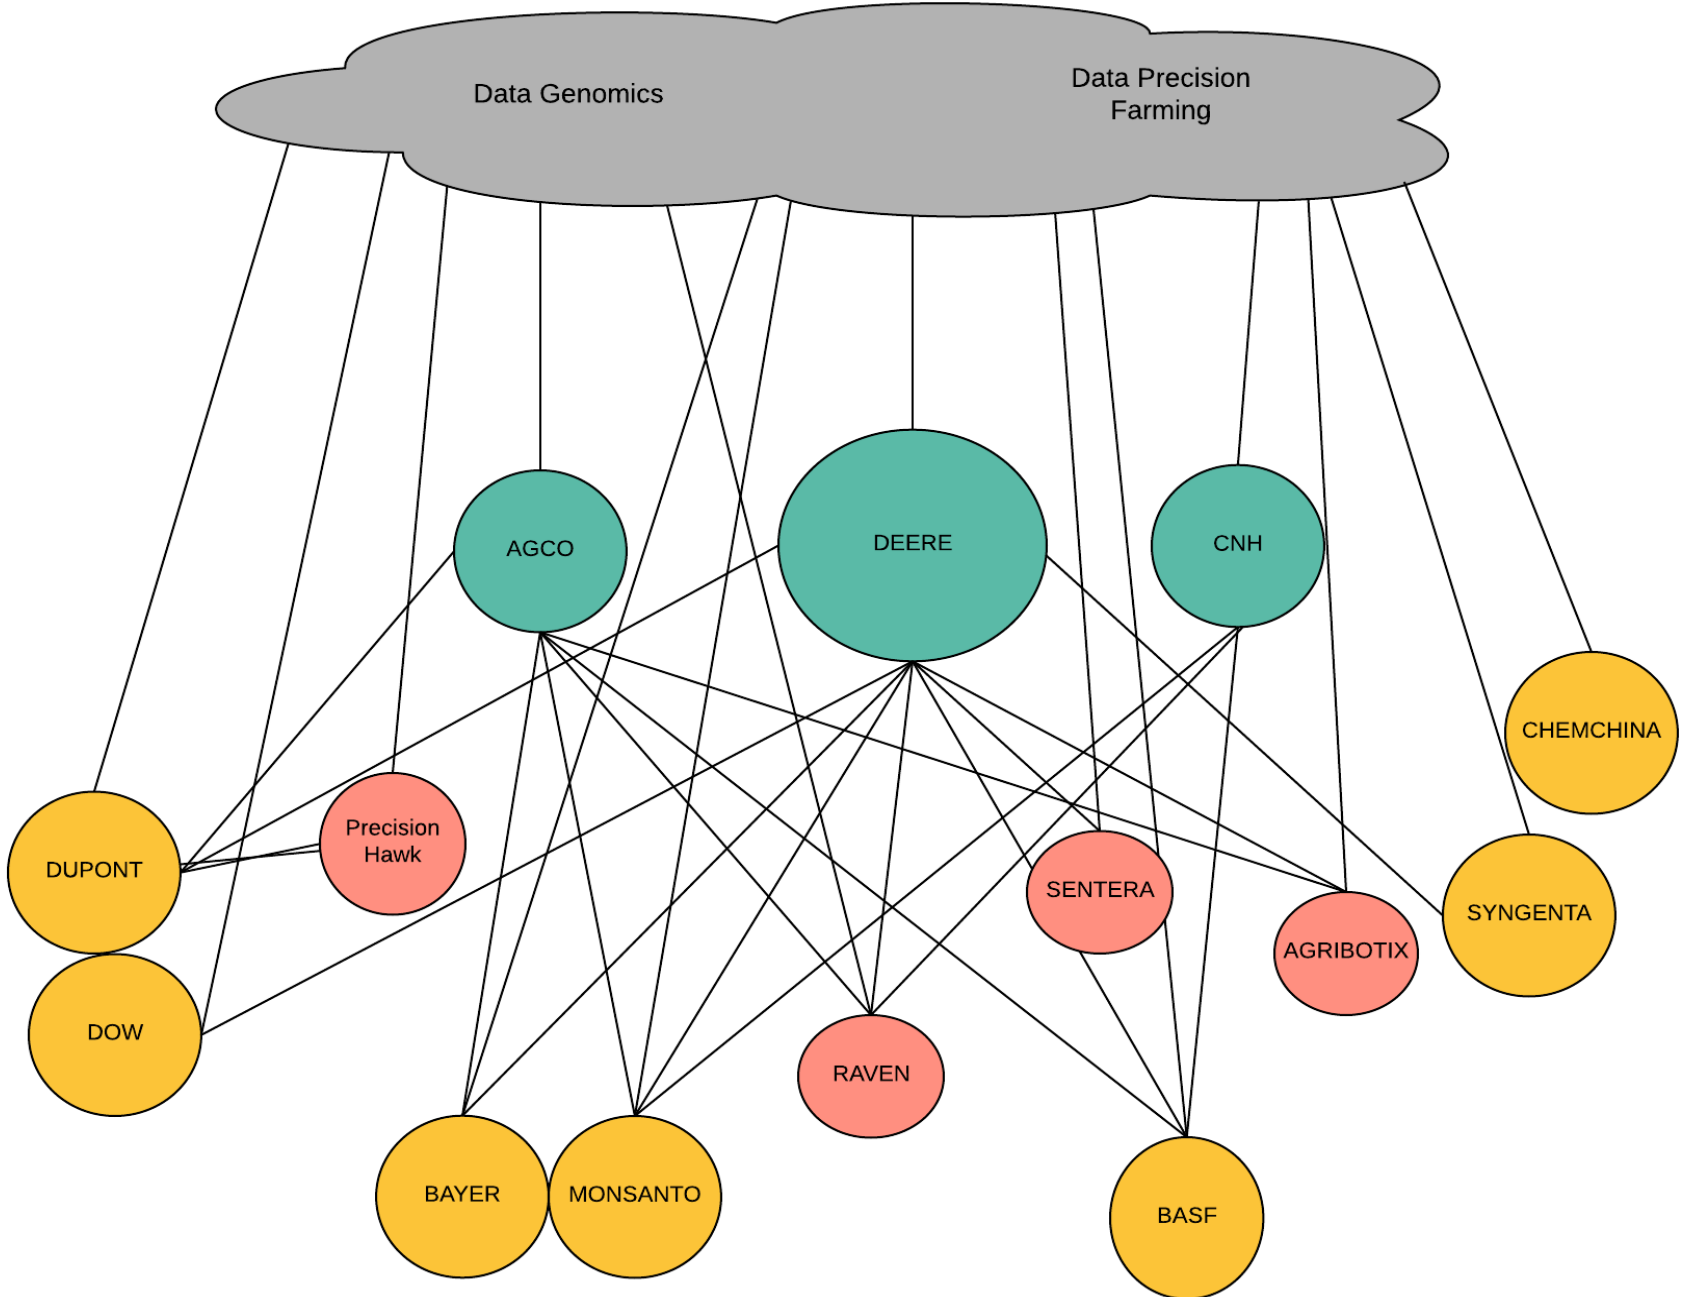 Data Genomics
Data Precision
Farming
AGCO
DEERE
CNH
CHEMCHINA
Precision
Hawk
DUPONT
SENTERA
SYNGENTA
AGRIBOTIX
DOW
RAVEN
BAYER
MONSANTO
BASF